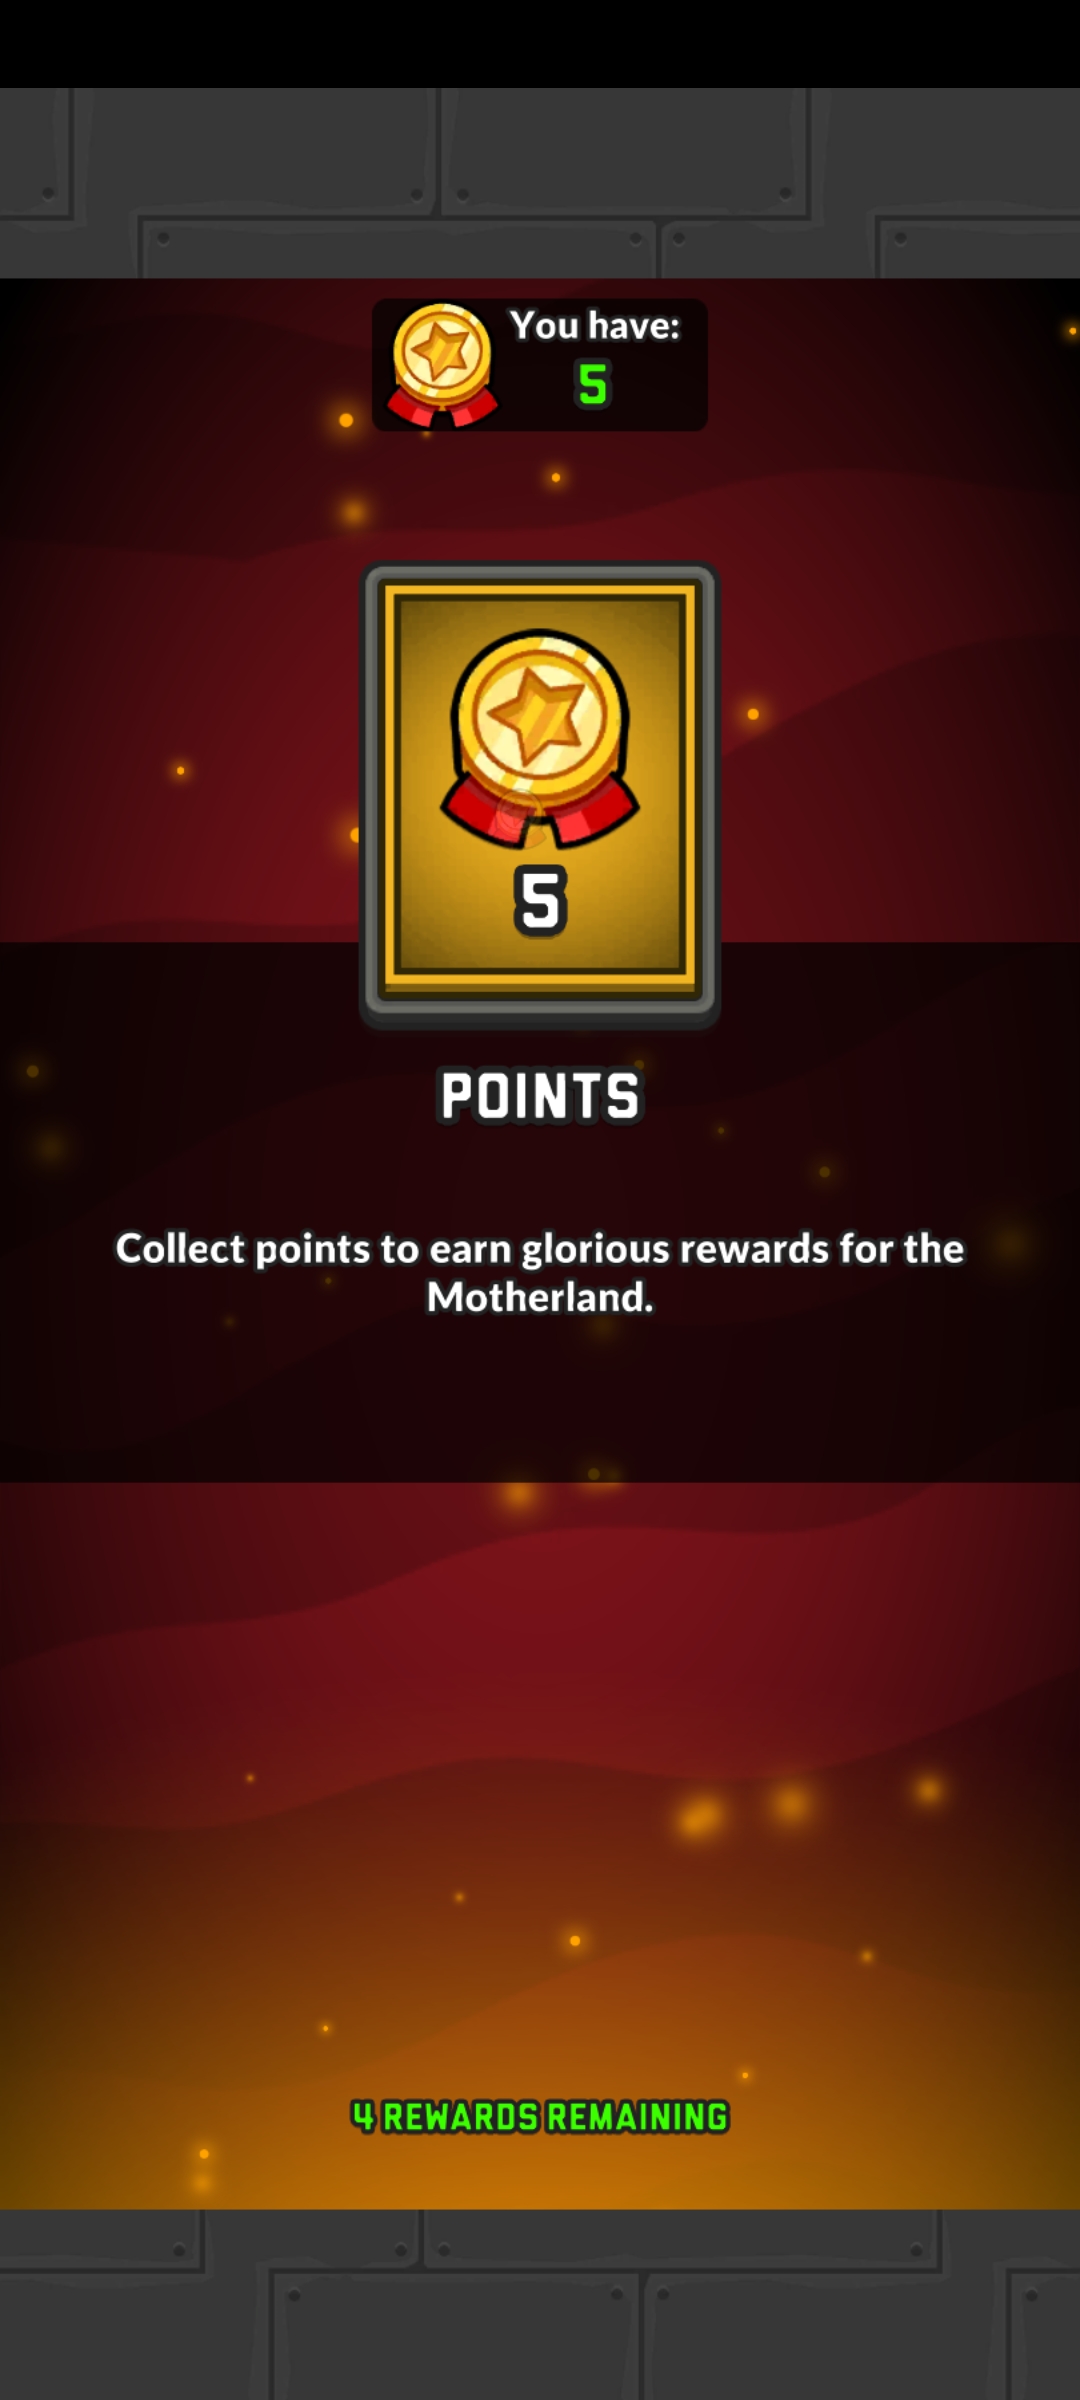 You have:
5
5
POINTS
Collect points to earn glorious rewards for the
Motherland.
4 REWARDS REMAINING